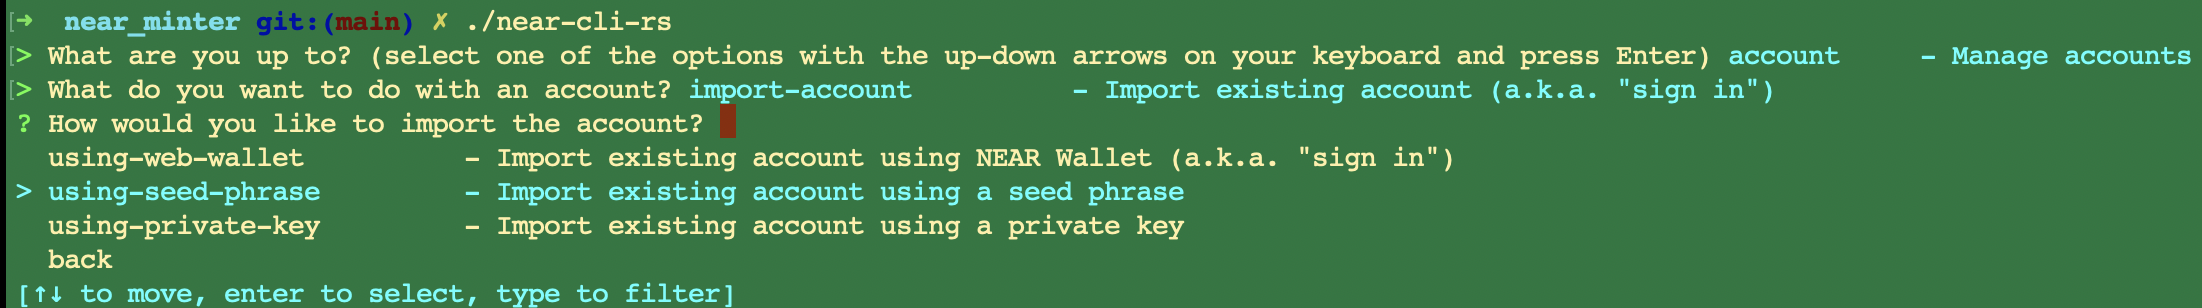 [➜  near_minter git:(main) ✗ ./near-cli-rs
[> What are you up to? (select one of the options with the up-down arrows on your keyboard and press Enter) account     - Manage accounts
[> What do you want to do with an account? import-account          - Import existing account (a.k.a. "sign in")
? How would you like to import the account?
  using-web-wallet          - Import existing account using NEAR Wallet (a.k.a. "sign in")
> using-seed-phrase         - Import existing account using a seed phrase
  using-private-key         - Import existing account using a private key
  back
[↑↓ to move, enter to select, type to filter]